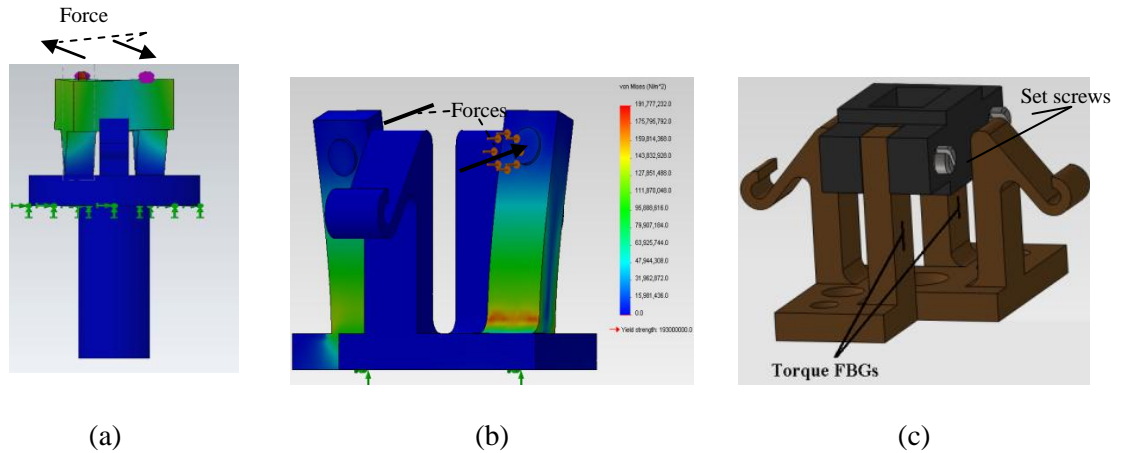 Force
Forces
von Mises (N/m^2)
191,777,232.0
175,795,792.0
159,814,368.0
143,832,920.0
127,851,488.0
111,870,048.0
95,888,616.0
79,907,184.0
63,925,744.0
47,944,308.0
31,962,872.0
15,981,436.0
0.0
Yield strength: 193000000.0
Set screws
Torque FBGs
(a)
(b)
(c)